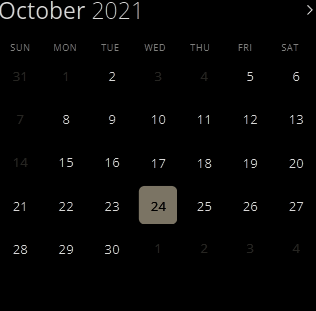 October 2021
SUN MON TUE WED THU FRI SAT
31 1 2 3 4 5 6
7 8 9 10 11 12 13
14 15 16 17 18 19 20
21 22 23 24 25 26 27
28 29 30 1 2 3 4